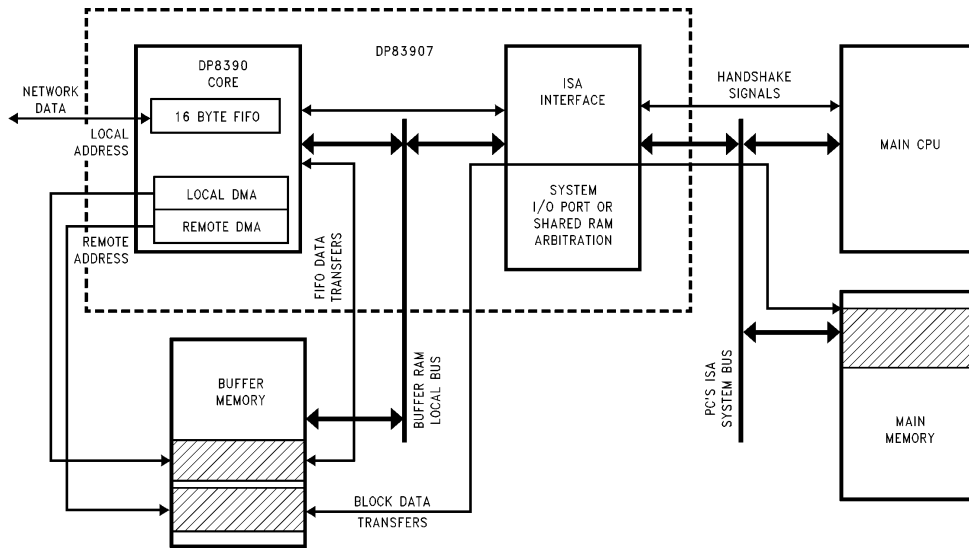 DP83907
DP8390
CORE
ISA
INTERFACE
HANDSHAKE
SIGNALS
NETWORK
DATA
16 BYTE FIFO
LOCAL
ADDRESS
MAIN CPU
LOCAL DMA
REMOTE DMA
SYSTEM
I/O PORT OR
SHARED RAM
ARBITRATION
REMOTE
ADDRESS
FIFO DATA
TRANSFERS
BUFFER
MEMORY
BUFFER RAM
LOCAL BUS
PC'S ISA
SYSTEM BUS
MAIN
MEMORY
BLOCK DATA
TRANSFERS